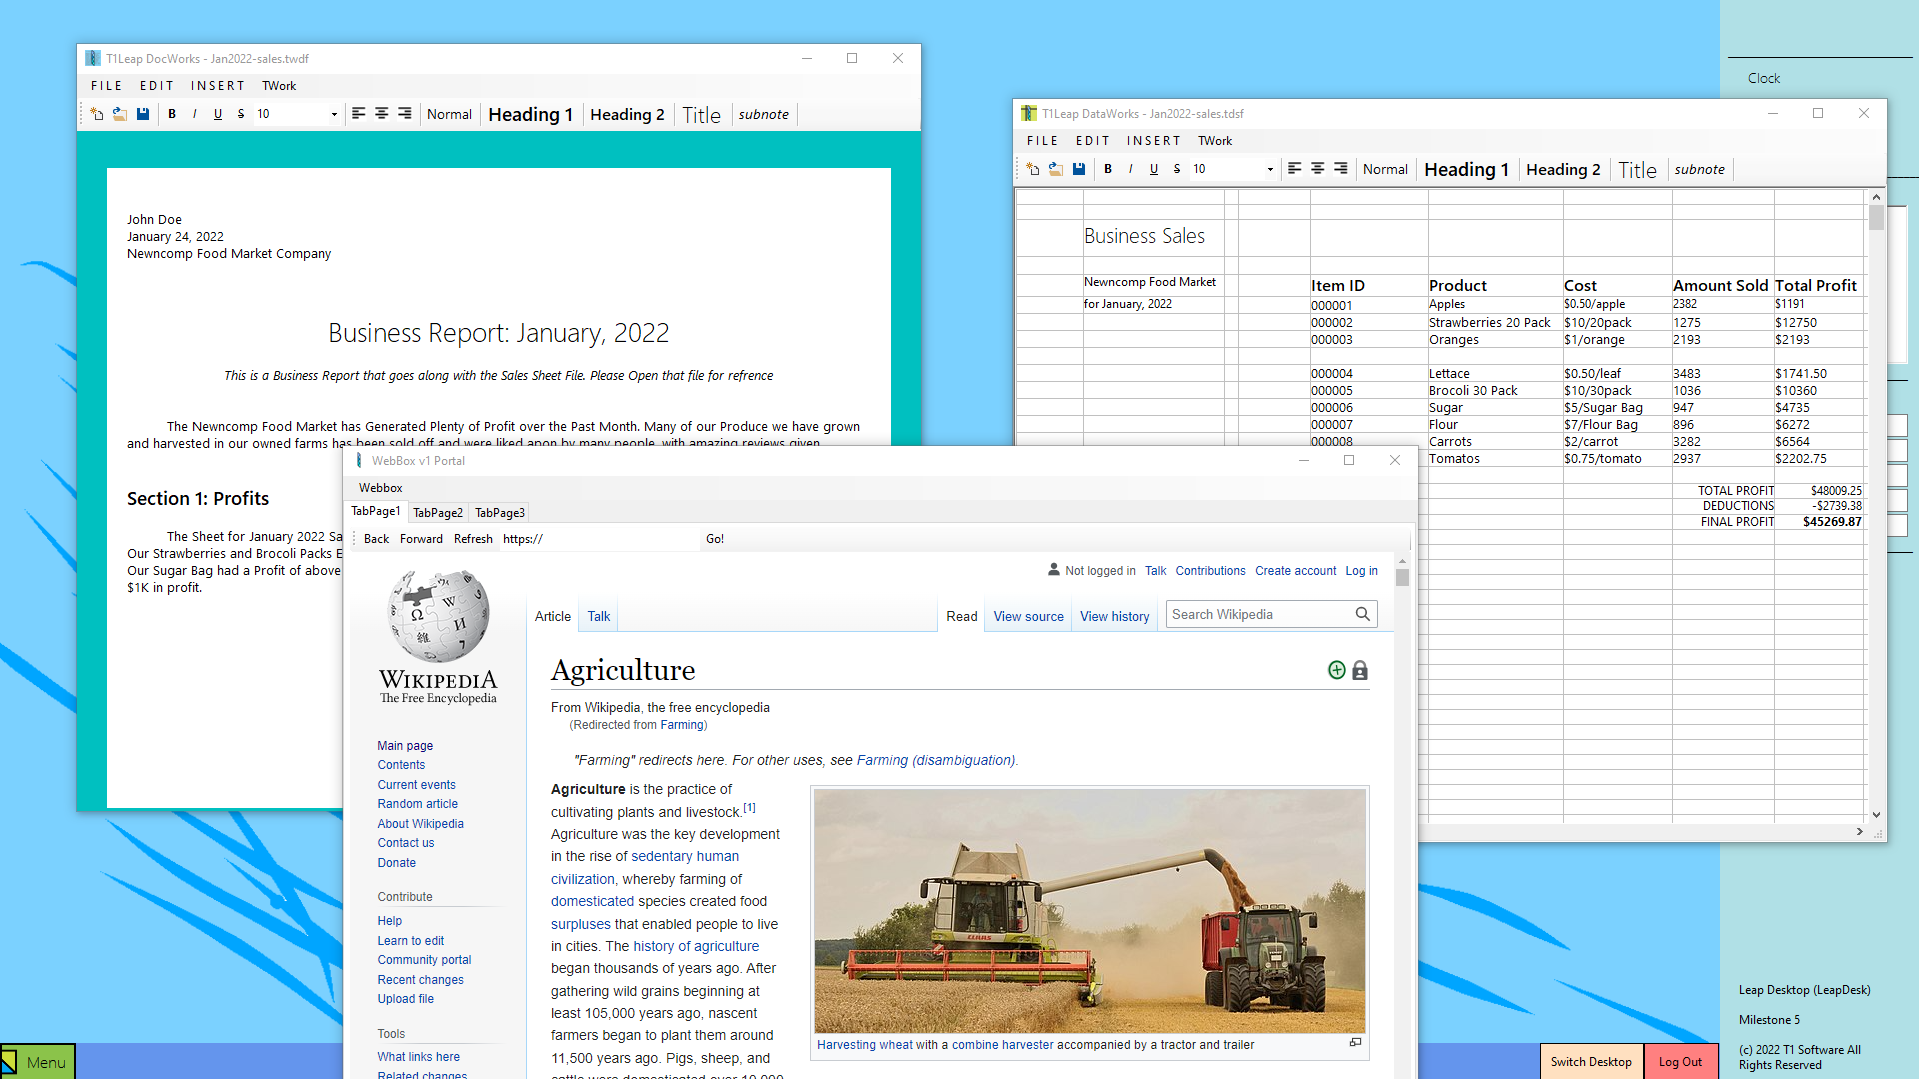 T1Leap DocWorks - Jan2022-sales.twdf
FILE EDIT INSERT TWork
B I U S 10 Normal Heading 1 Heading 2 Title subnote
John Doe
January 24, 2022
Newncomp Food Market Company
Business Report: January, 2022
This is a Business Report that goes along with the Sales Sheet File. Please Open that file for refrence
The Newncomp Food Market has Generated Plenty of Profit over the Past Month. Many of our Produce we have grown
and harvested in our owned farms has been sold off and were liked apon by many people, with amazing reviews given
Section 1: Profits
The Sheet for January 2022 Sa
Our Strawberries and Brocoli Packs E
Our Sugar Bag had a Profit of above
$1K in profit.
Clock
T1Leap DataWorks - Jan2022-sales.tdsf
FILE EDIT INSERT TWork
B I U S 10 Normal Heading 1 Heading 2 Title subnote
Business Sales
Newncomp Food Market
for January, 2022
Item ID Product Cost Amount Sold Total Profit
000001 Apples $0.50/apple 2382 $1191
000002 Strawberries 20 Pack $10/20pack 1275 $12750
000003 Oranges $1/orange 2193 $2193
000004 Lettace $0.50/leaf 3483 $1741.50
000005 Brocoli 30 Pack $10/30pack 1036 $10360
000006 Sugar $5/Sugar Bag 947 $4735
000007 Flour $7/Flour Bag 896 $6272
000008 Carrots $2/carrot 3282 $6564
Tomatos $0.75/tomato 2937 $2202.75
TOTAL PROFIT $48009.25
DEDUCTIONS -$2739.38
FINAL PROFIT $45269.87
WebBox v1 Portal
Webbox
TabPage1 TabPage2 TabPage3
Back Forward Refresh https:// Go!
Not logged in Talk Contributions Create account Log in
Article Talk Read View source View history Search Wikipedia
Ω W И 維
WIKIPEDIA
The Free Encyclopedia
Main page
Contents
Current events
Random article
About Wikipedia
Contact us
Donate
Contribute
Help
Learn to edit
Community portal
Recent changes
Upload file
Tools
What links here
Related changes
Agriculture
From Wikipedia, the free encyclopedia
(Redirected from Farming)
"Farming" redirects here. For other uses, see Farming (disambiguation).
Agriculture is the practice of
cultivating plants and livestock.[1]
Agriculture was the key development
in the rise of sedentary human
civilization, whereby farming of
domesticated species created food
surpluses that enabled people to live
in cities. The history of agriculture
began thousands of years ago. After
gathering wild grains beginning at
least 105,000 years ago, nascent
farmers began to plant them around
11,500 years ago. Pigs, sheep, and
cattle were domesticated over 10,000
CLAAS
Harvesting wheat with a combine harvester accompanied by a tractor and trailer
Leap Desktop (LeapDesk)
Milestone 5
(c) 2022 T1 Software All
Rights Reserved
Menu
Switch Desktop
Log Out